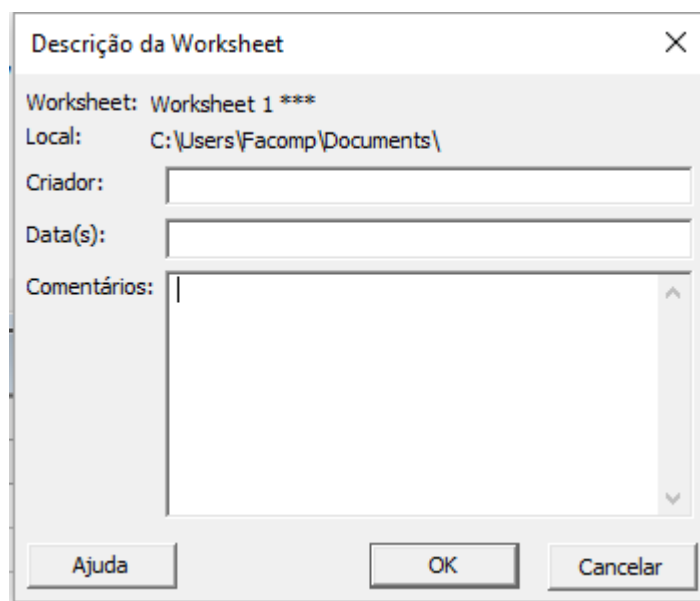 Descrição da Worksheet
Worksheet: Worksheet 1 ***
Local: C:\Users\Facomp\Documents\
Criador:
Data(s):
Comentários:
Ajuda OK Cancelar